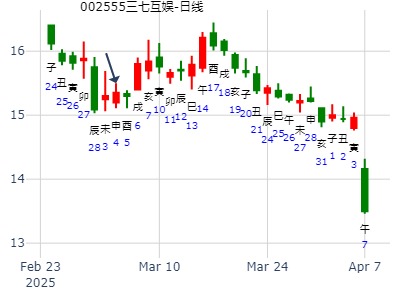 002555三七互娱-日线
16
15
14
13
子
24
丑
25
寅
26
卯
27
辰
28
未
3
申
4
酉
5
戌
6
亥
7
寅
10
卯
11
辰
12
巳
13
午
14
酉
17
戌
18
亥
19
子
20
丑
21
辰
24
巳
25
午
26
未
27
申
28
亥
31
子
1
丑
2
寅
3
午
7
Feb 23
2025
Mar 10
Mar 24
Apr 7